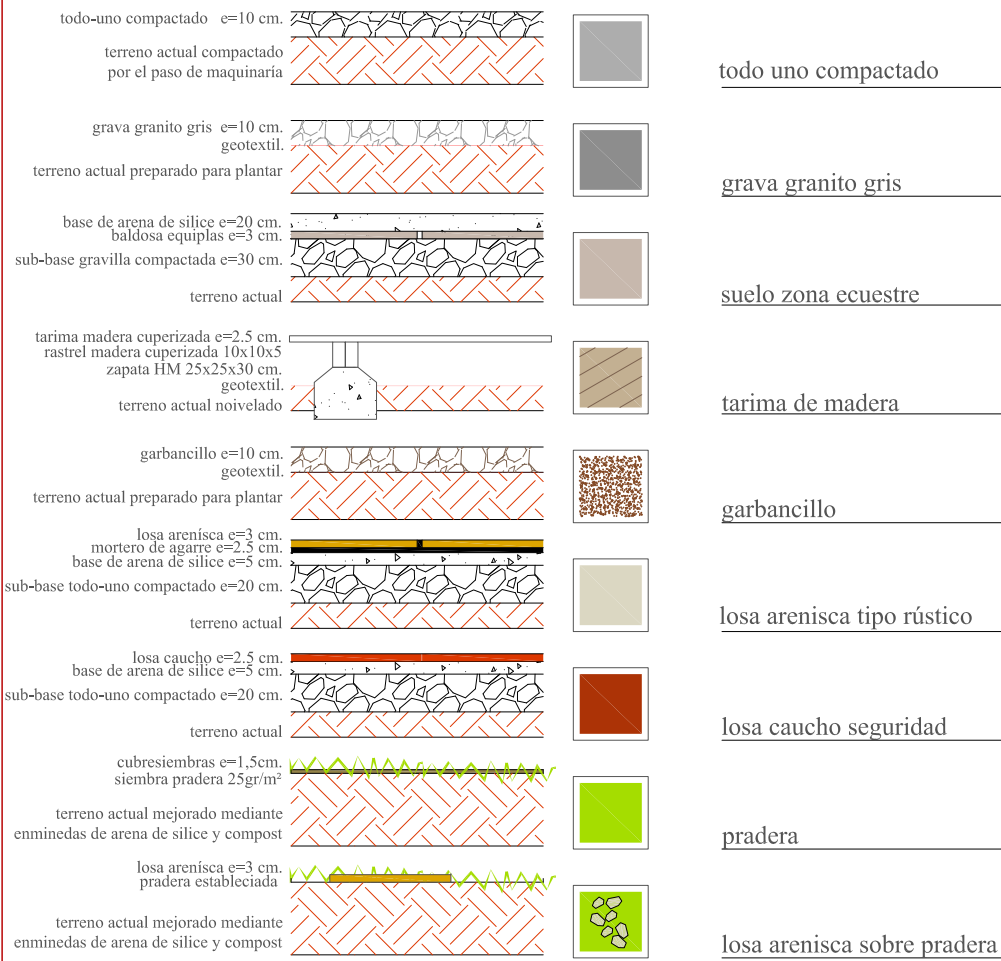 todo-uno compactado e=10 cm.
terreno actual compactado
por el paso de maquinaría
todo uno compactado
grava granito gris e=10 cm.
geotextil.
terreno actual preparado para plantar
grava granito gris
base de arena de silice e=20 cm.
baldosa equiplas e=3 cm.
sub-base gravilla compactada e=30 cm.
terreno actual
suelo zona ecuestre
tarima madera cuperizada e=2.5 cm.
rastrel madera cuperizada 10x10x5
zapata HM 25x25x30 cm.
geotextil.
terreno actual noivelado
tarima de madera
garbancillo e=10 cm.
geotextil.
terreno actual preparado para plantar
garbancillo
losa arenísca e=3 cm.
mortero de agarre e=2.5 cm.
base de arena de silice e=5 cm.
sub-base todo-uno compactado e=20 cm.
terreno actual
losa arenisca tipo rústico
losa caucho e=2.5 cm.
base de arena de silice e=5 cm.
sub-base todo-uno compactado e=20 cm.
terreno actual
losa caucho seguridad
cubresiembras e=1,5cm.
siembra pradera 25gr/m²
terreno actual mejorado mediante
enminedas de arena de silice y compost
pradera
losa arenísca e=3 cm.
pradera estableciada
terreno actual mejorado mediante
enminedas de arena de silice y compost
losa arenisca sobre pradera